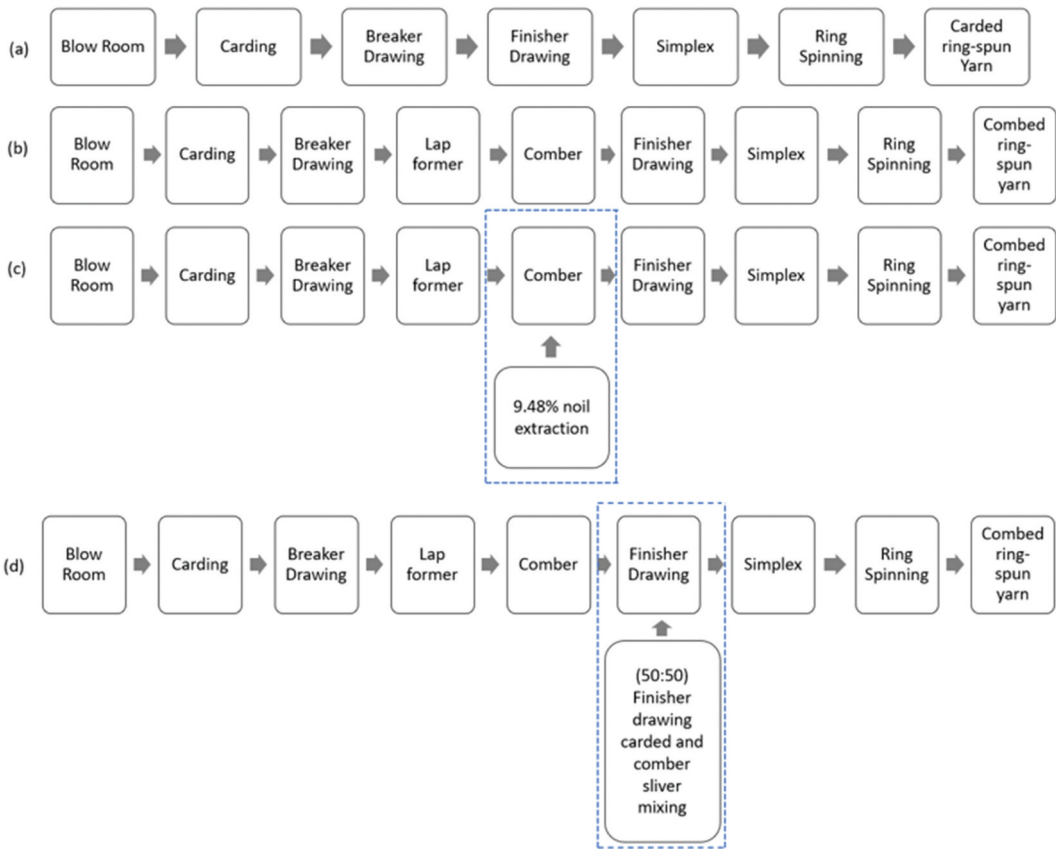 (a)
Blow Room
Carding
Breaker
Drawing
Finisher
Drawing
Simplex
Ring
Spinning
Carded
ring-spun
Yarn
(b)
Blow
Room
Carding
Breaker
Drawing
Lap
former
Comber
Finisher
Drawing
Simplex
Ring
Spinning
Combed
ring-
spun
yarn
(c)
Blow
Room
Carding
Breaker
Drawing
Lap
former
Comber
Finisher
Drawing
Simplex
Ring
Spinning
Combed
ring-
spun
yarn
9.48% noil
extraction
(d)
Blow
Room
Carding
Breaker
Drawing
Lap
former
Comber
Finisher
Drawing
Simplex
Ring
Spinning
Combed
ring-
spun
yarn
(50:50)
Finisher
drawing
carded and
comber
sliver
mixing